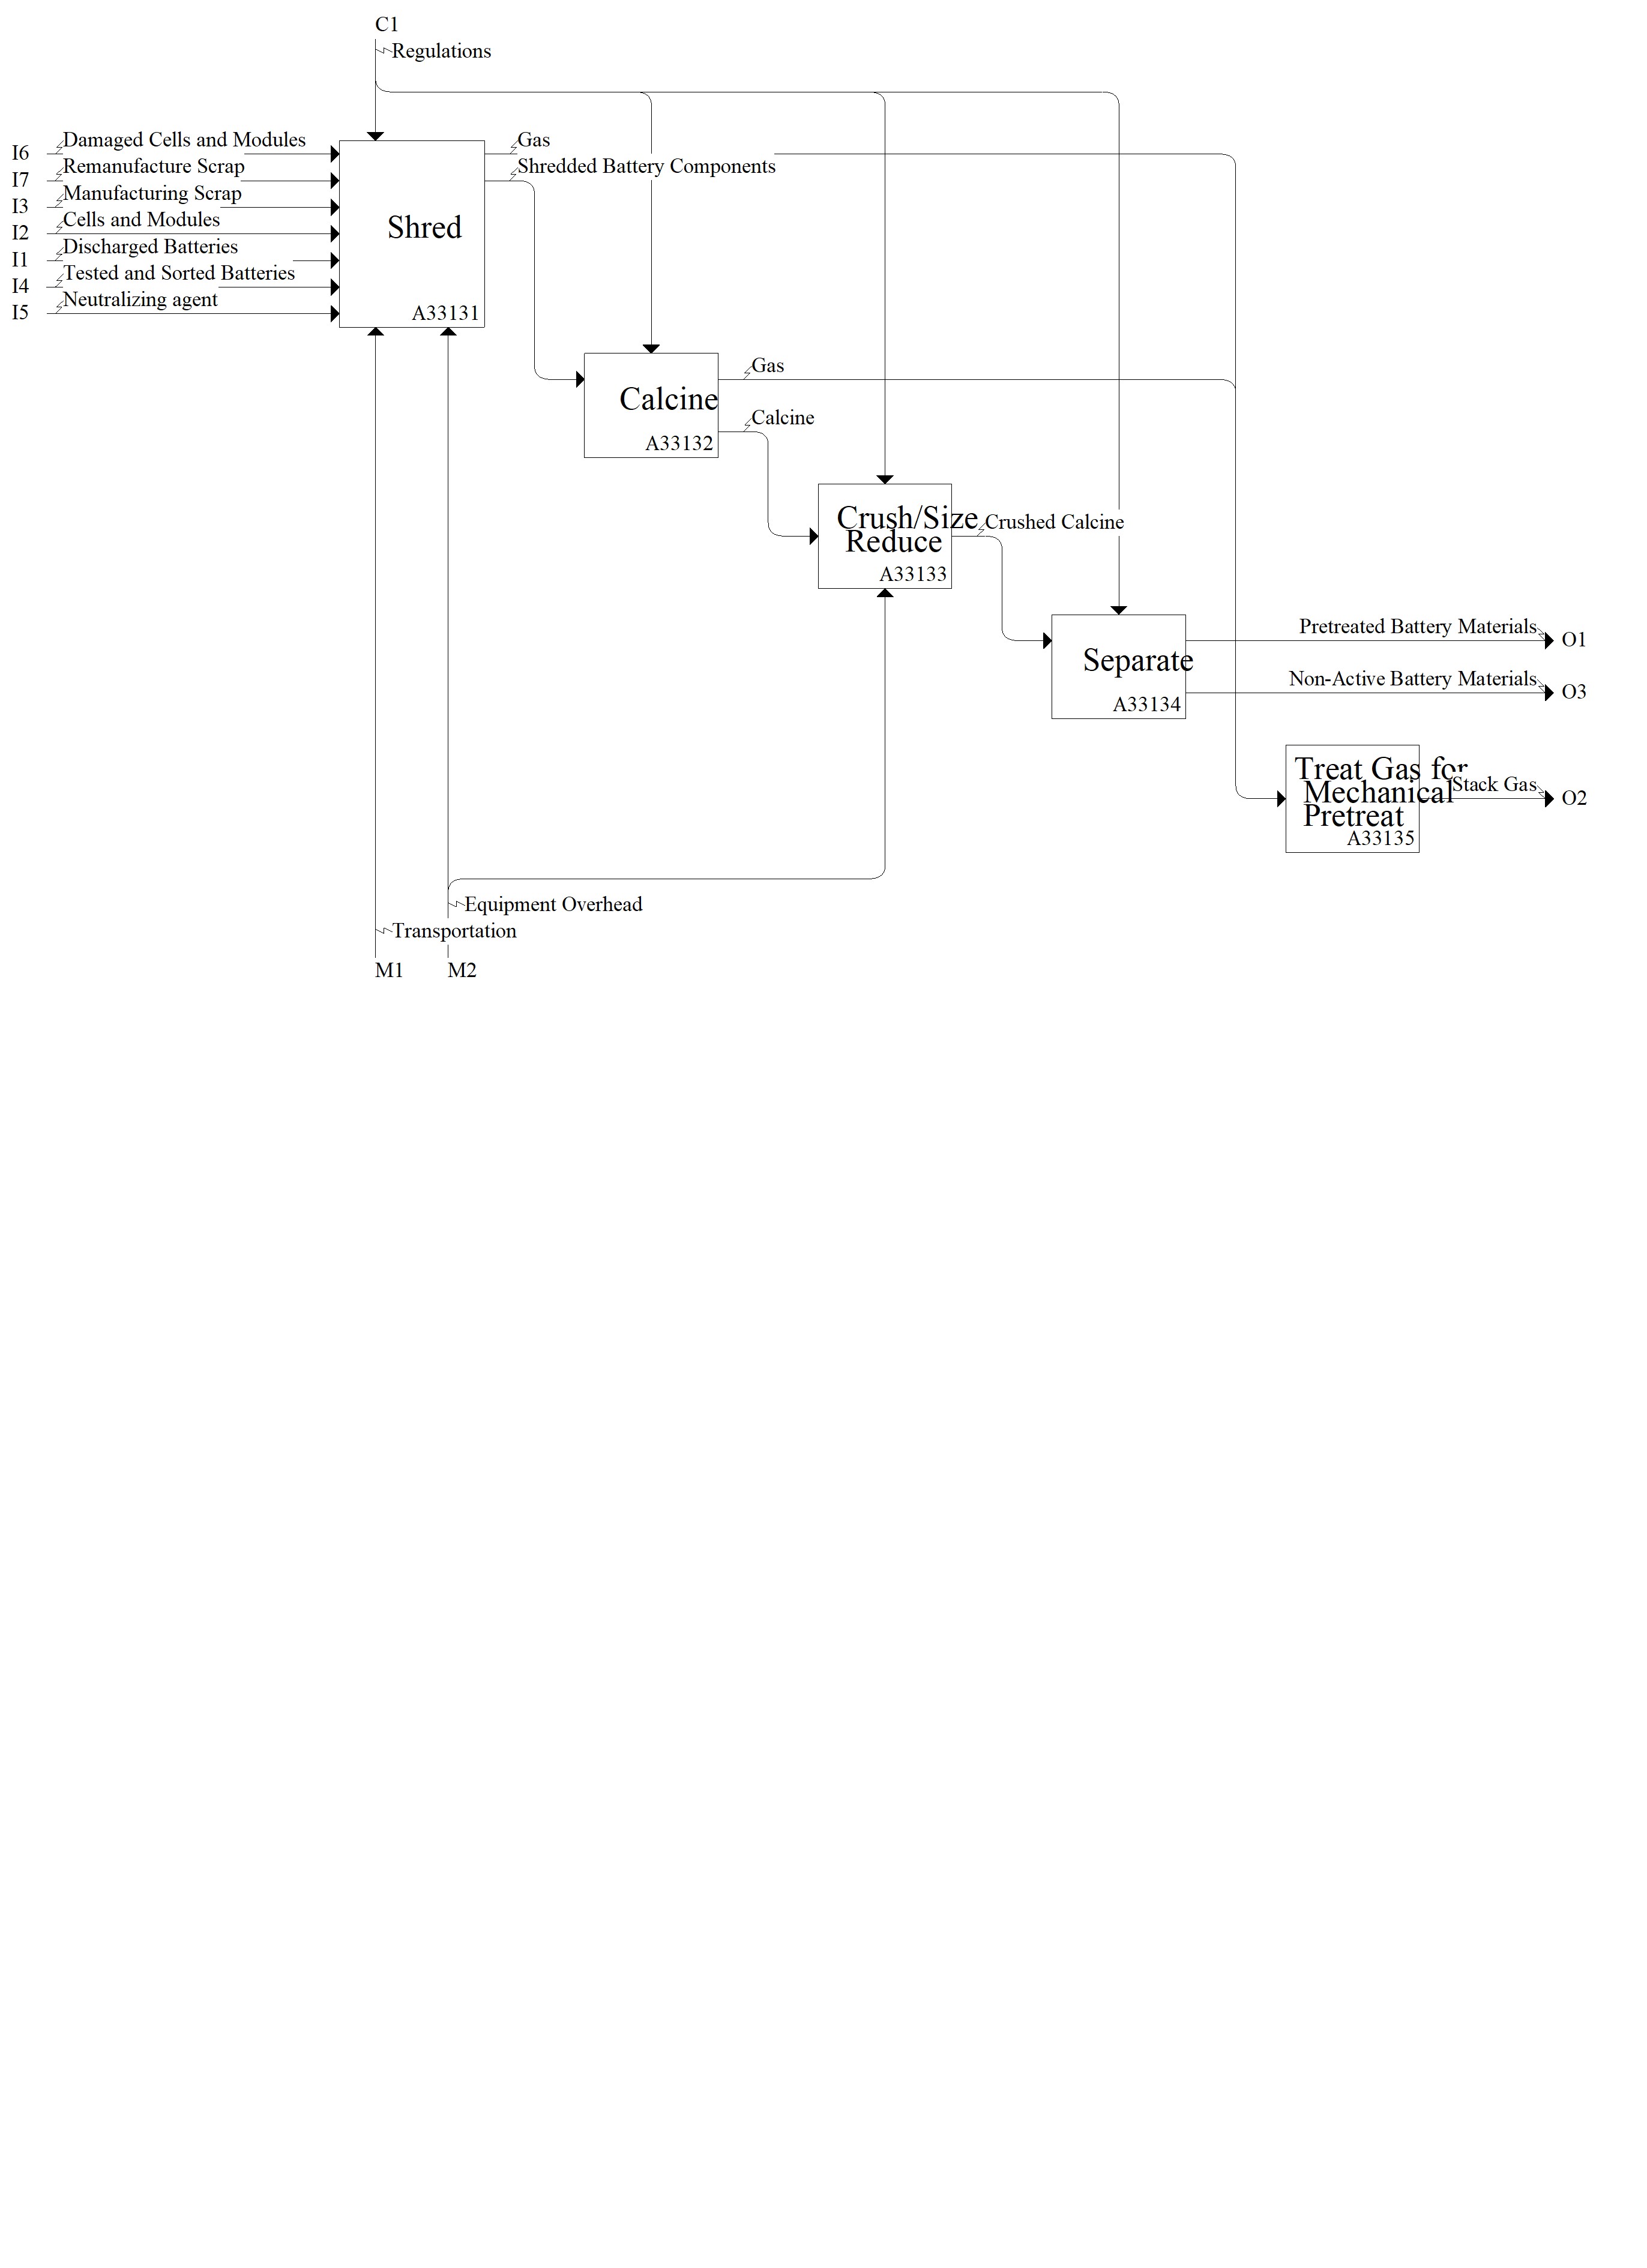 C1
Regulations
I6
Damaged Cells and Modules
I7
Remanufacture Scrap
I3
Manufacturing Scrap
I2
Cells and Modules
I1
Discharged Batteries
I4
Tested and Sorted Batteries
I5
Neutralizing agent
Shred
A33131
Gas
Shredded Battery Components
Calcine
A33132
Gas
Calcine
Crush/Size
Reduce
A33133
Crushed Calcine
Separate
A33134
Pretreated Battery Materials
O1
Non-Active Battery Materials
O3
Treat Gas for
Mechanical
Pretreat
A33135
Stack Gas
O2
Equipment Overhead
Transportation
M1
M2